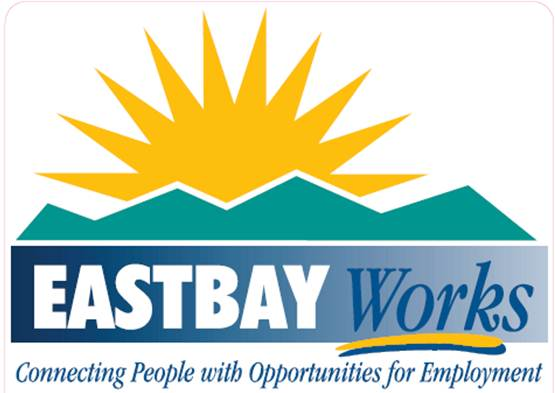 EASTBAY Works
Connecting People with Opportunities for Employment